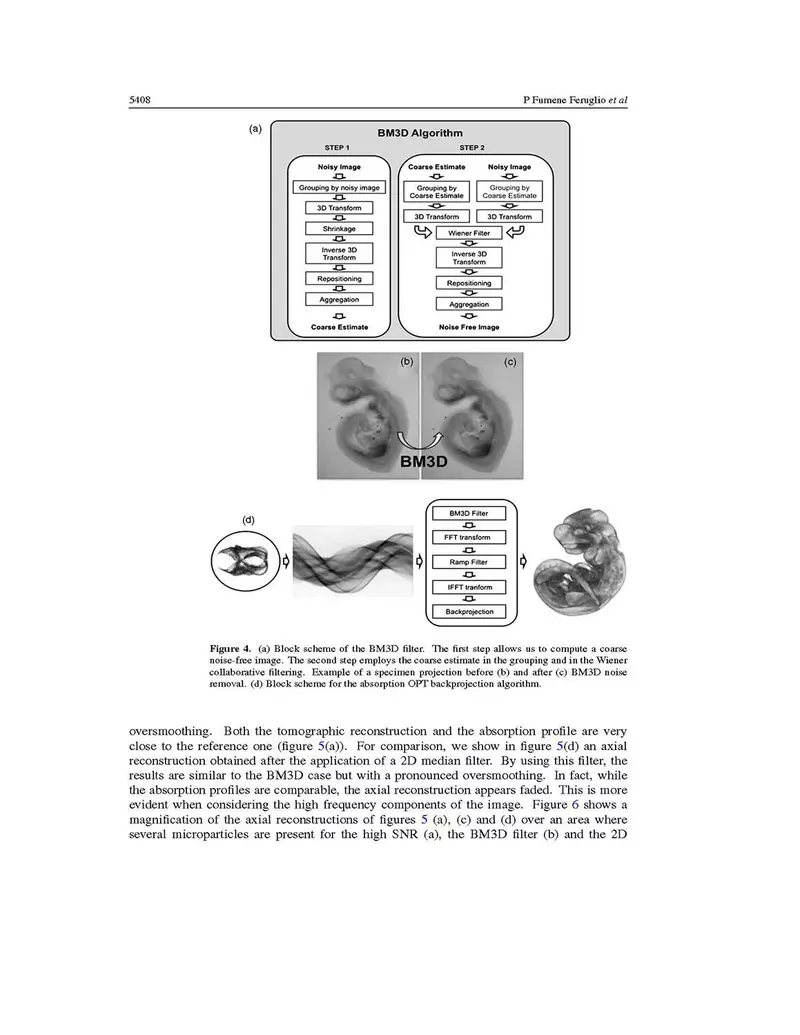 5408
P Fumene Feruglio et al
(a)
BM3D Algorithm
STEP 1
STEP 2
Noisy Image
Grouping by noisy image
3D Transform
Shrinkage
Inverse 3D
Transform
Repositioning
Aggregation
Coarse Estimate
Coarse Estimate
Noisy Image
Grouping by
Coarse Estimate
Grouping by
Coarse Estimate
3D Transform
3D Transform
Wiener Filter
Inverse 3D
Transform
Repositioning
Aggregation
Noise Free Image
(b)
(c)
BM3D
(d)
BM3D Filter
FFT transform
Ramp Filter
IFFT tranform
Backprojection
Figure 4. (a) Block scheme of the BM3D filter. The first step allows us to compute a coarse
noise-free image. The second step employs the coarse estimate in the grouping and in the Wiener
collaborative filtering. Example of a specimen projection before (b) and after (c) BM3D noise
removal. (d) Block scheme for the absorption OPT backprojection algorithm.
oversmoothing. Both the tomographic reconstruction and the absorption profile are very
close to the reference one (figure 5(a)). For comparison, we show in figure 5(d) an axial
reconstruction obtained after the application of a 2D median filter. By using this filter, the
results are similar to the BM3D case but with a pronounced oversmoothing. In fact, while
the absorption profiles are comparable, the axial reconstruction appears faded. This is more
evident when considering the high frequency components of the image. Figure 6 shows a
magnification of the axial reconstructions of figures 5 (a), (c) and (d) over an area where
several microparticles are present for the high SNR (a), the BM3D filter (b) and the 2D